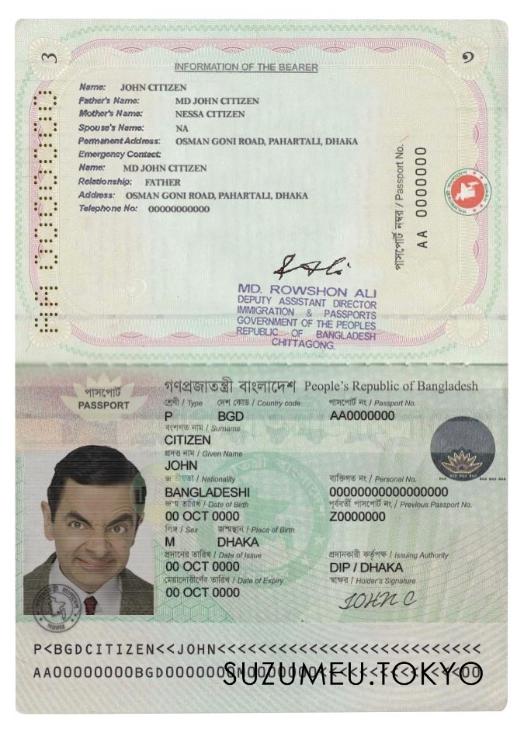 3
১
INFORMATION OF THE BEARER
Name: JOHN CITIZEN
Father's Name: MD JOHN CITIZEN
Mother's Name: NESSA CITIZEN
Spouse's Name: NA
Permanent Address: OSMAN GONI ROAD, PAHARTALI, DHAKA
Emergency Contact:
Name: MD JOHN CITIZEN
Relationship: FATHER
Address: OSMAN GONI ROAD, PAHARTALI, DHAKA
Telephone No: 00000000000
পাসপোর্ট নম্বর / Passport No.
AA 0000000
MD. ROWSHON ALI
DEPUTY ASSISTANT DIRECTOR
IMMIGRATION & PASSPORTS
GOVERNMENT OF THE PEOPLES
REPUBLIC OF BANGLADESH
CHITTAGONG.
গণপ্রজাতন্ত্রী বাংলাদেশ People's Republic of Bangladesh
পাসপোর্ট
PASSPORT
শ্রেণী / Type দেশ কোড / Country code পাসপোর্ট নং / Passport No.
P BGD AA0000000
বংশগত নাম / Surname
CITIZEN
প্রদত্ত নাম / Given Name
JOHN
জাতীয়তা / Nationality ব্যক্তিগত নং / Personal No.
BANGLADESHI 00000000000000000
জন্ম তারিখ / Date of Birth পূর্ববর্তী পাসপোর্ট নং / Previous Passport No.
00 OCT 0000 Z0000000
লিঙ্গ / Sex জন্মস্থান / Place of Birth
M DHAKA
প্রদানের তারিখ / Date of Issue প্রদানকারী কর্তৃপক্ষ / Issuing Authority
00 OCT 0000 DIP / DHAKA
মেয়াদোত্তীর্ণের তারিখ / Date of Expiry স্বাক্ষর / Holder's Signature
00 OCT 0000 JOHN C
P<BGDCITIZEN<<JOHN<<<<<<<<<<<<<<<<<<<<<<<<<<
SUZUMEU.TOKYO